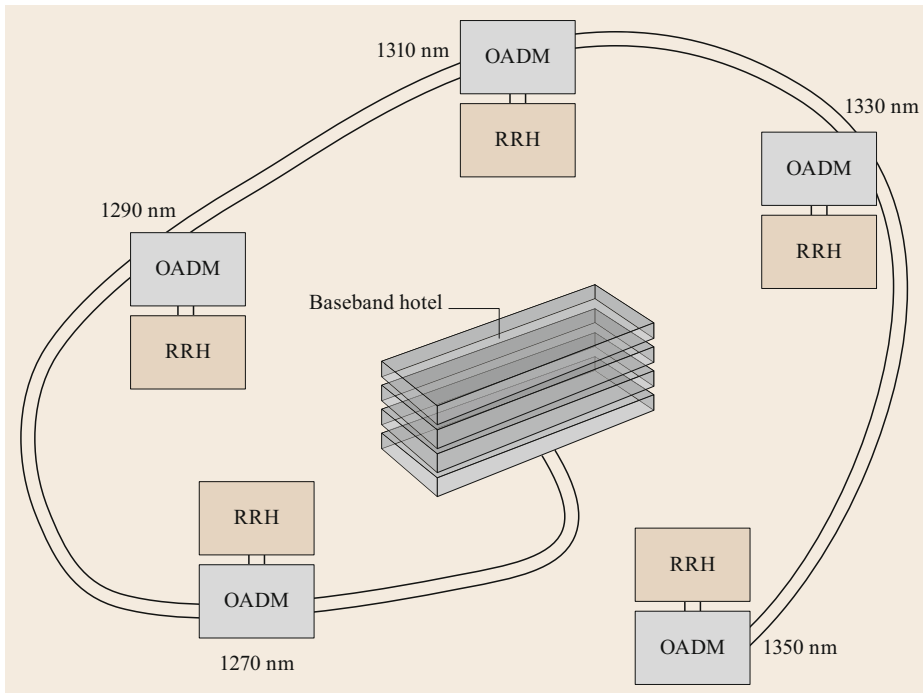 1310 nm
OADM
RRH
1330 nm
OADM
RRH
1290 nm
OADM
RRH
Baseband hotel
RRH
OADM
1270 nm
RRH
OADM
1350 nm